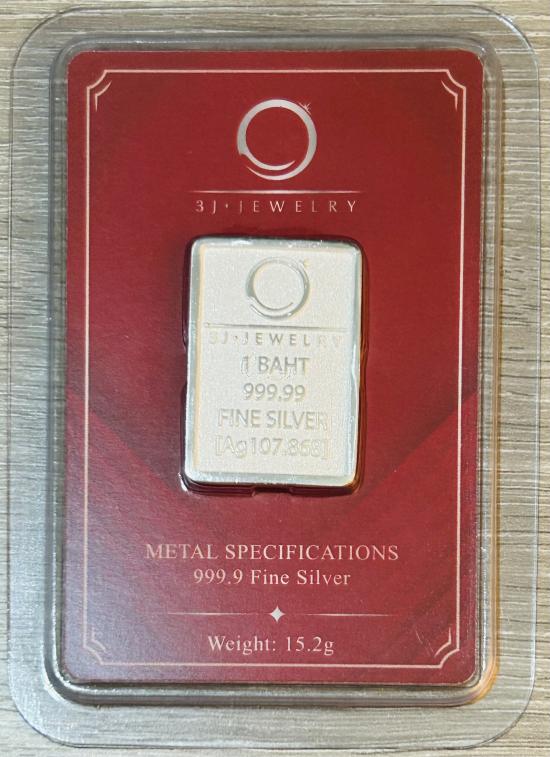 3J·JEWELRY
3J·JEWELRY
1 BAHT
999.99
FINE SILVER
[Ag107.868]
METAL SPECIFICATIONS
999.9 Fine Silver
Weight: 15.2g